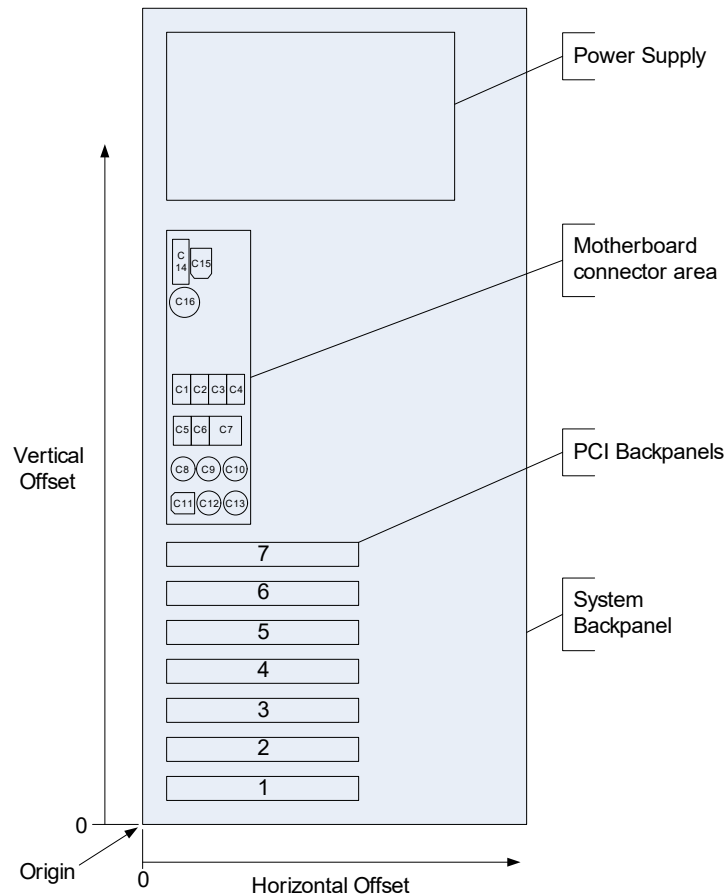 Power Supply
C
14
C15
C16
Motherboard
connector area
C1 C2 C3 C4
C5 C6 C7
C8 C9 C10
C11 C12 C13
Vertical
Offset
PCI Backpanels
7
6
5
4
3
2
1
System
Backpanel
0
Origin
0
Horizontal Offset